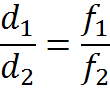 d₁/d₂ = f₁/f₂